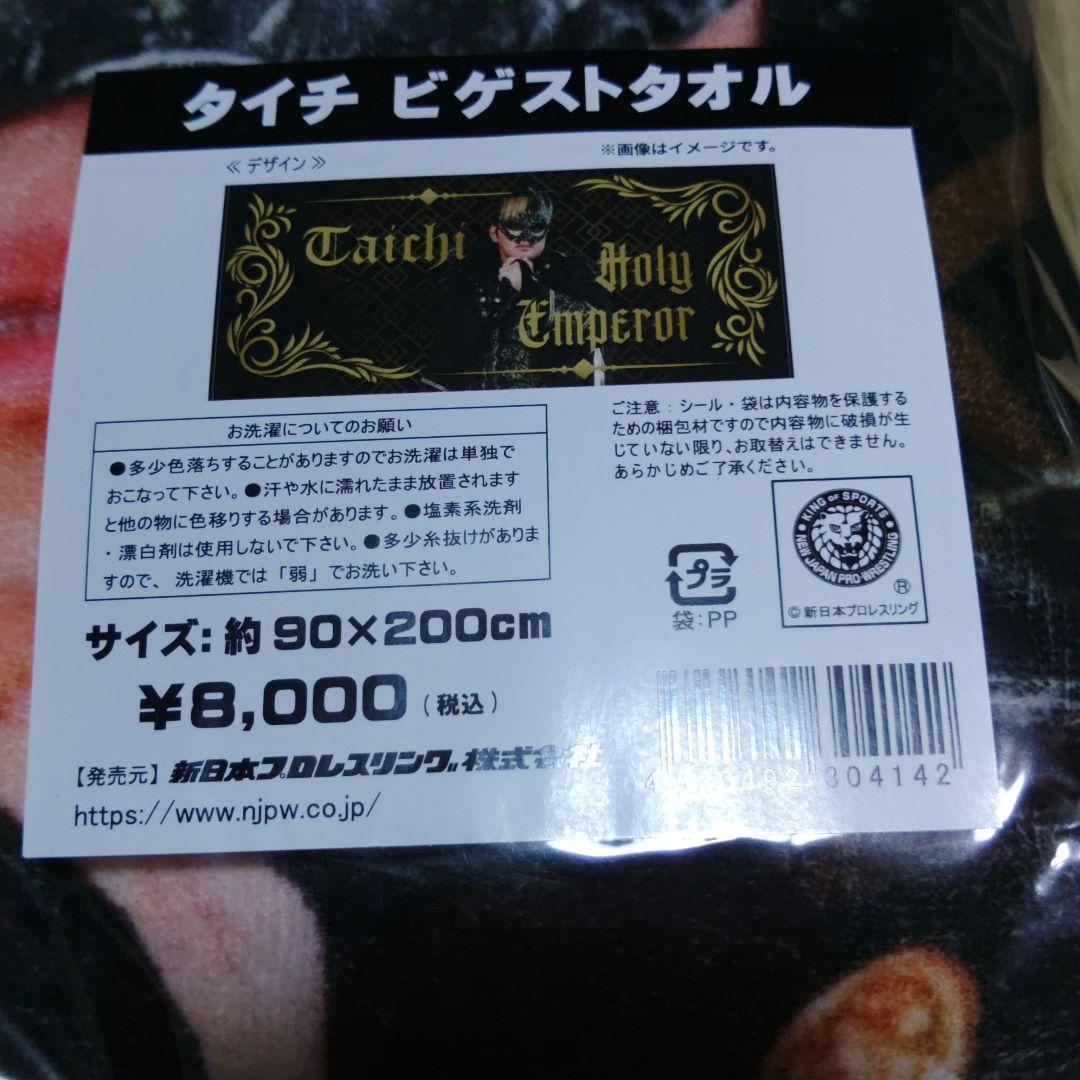 タイチ ビゲストタオル
≪デザイン≫
※画像はイメージです。
Taichi
Holy
Emperor
お洗濯についてのお願い
●多少色落ちすることがありますのでお洗濯は単独で
おこなって下さい。●汗や水に濡れたまま放置されます
と他の物に色移りする場合があります。●塩素系洗剤
・漂白剤は使用しないで下さい。●多少糸抜けがありま
すので、洗濯機では「弱」でお洗い下さい。
ご注意：シール・袋は内容物を保護する
ための梱包材ですので内容物に破損が生
じていない限り、お取替えはできません。
あらかじめご了承ください。
プラ
袋:PP
KING OF SPORTS
NEW JAPAN PRO-WRESTLING
®
©新日本プロレスリング
サイズ:約90×200cm
¥8,000(税込)
【発売元】新日本プロレスリング株式会社
https://www.njpw.co.jp/
4 520492 304142